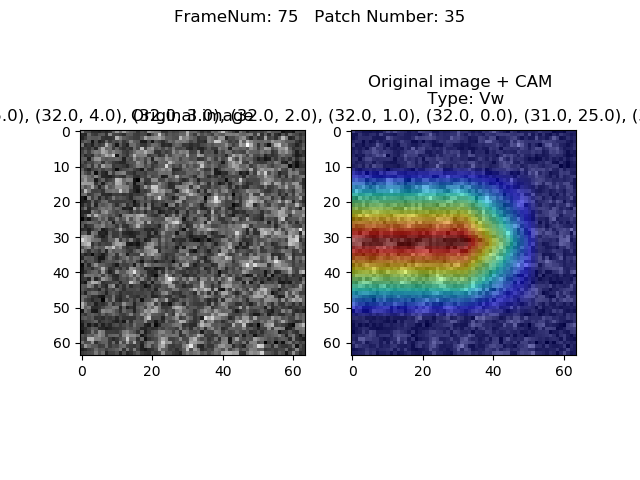 FrameNum: 75   Patch Number: 35
Original image + CAM
Type: Vw
.0), (32.0, 4.0), (32.0, 3.0), (32.0, 2.0), (32.0, 1.0), (32.0, 0.0), (31.0, 25.0), (3
Original image
0
10
20
30
40
50
60
0 20 40 60
0
10
20
30
40
50
60
0 20 40 60